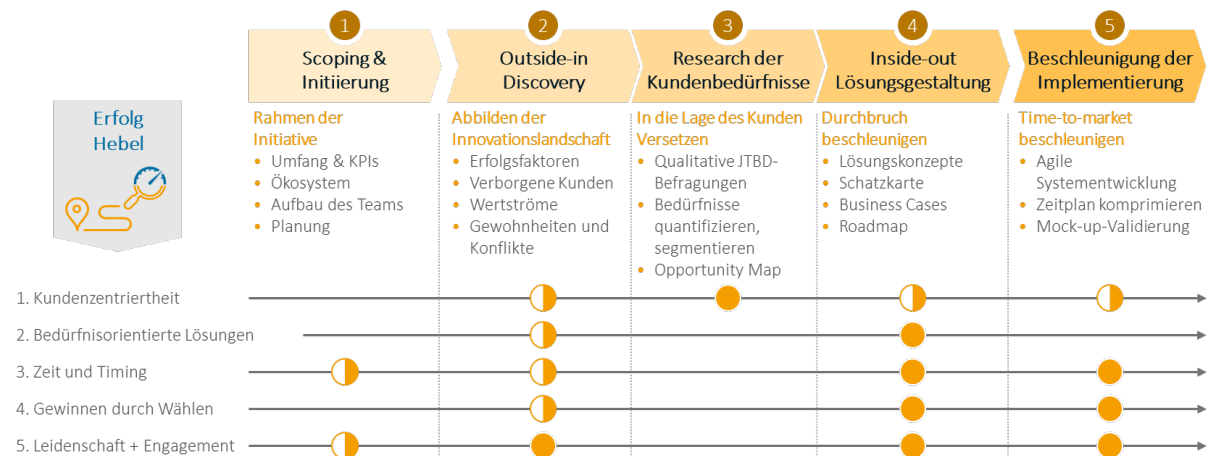 1
2
3
4
5
Scoping &
Initiierung
Outside-in
Discovery
Research der
Kundenbedürfnisse
Inside-out
Lösungsgestaltung
Beschleunigung der
Implementierung
Erfolg
Hebel
Rahmen der
Initiative
• Umfang & KPIs
• Ökosystem
• Aufbau des Teams
• Planung
Abbilden der
Innovationslandschaft
• Erfolgsfaktoren
• Verborgene Kunden
• Wertströme
• Gewohnheiten und
Konflikte
In die Lage des Kunden
Versetzen
• Qualitative JTBD-
Befragungen
• Bedürfnisse
quantifizieren,
segmentieren
• Opportunity Map
Durchbruch
beschleunigen
• Lösungskonzepte
• Schatzkarte
• Business Cases
• Roadmap
Time-to-market
beschleunigen
• Agile
Systementwicklung
• Zeitplan komprimieren
• Mock-up-Validierung
1. Kundenzentriertheit
2. Bedürfnisorientierte Lösungen
3. Zeit und Timing
4. Gewinnen durch Wählen
5. Leidenschaft + Engagement